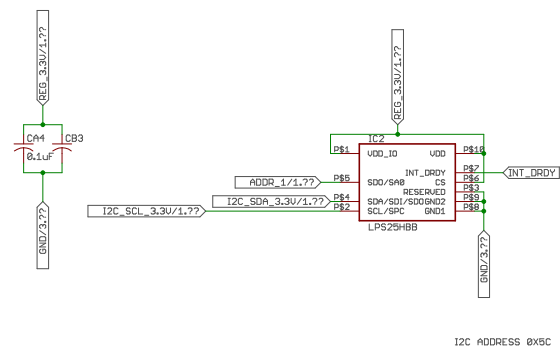 REG_3.3V/1.??
CA4
CB3
0.1uF
GND/3.??
REG_3.3V/1.??
IC2
P$1
VDD_IO
VDD
P$10
INT_DRDY
P$7
INT_DRDY
ADDR_1/1.??
P$5
SDO/SA0
CS
P$6
RESERVED
P$3
I2C_SDA_3.3V/1.??
P$4
SDA/SDI/SDO
GND2
P$9
I2C_SCL_3.3V/1.??
P$2
SCL/SPC
GND1
P$8
LPS25HBB
GND/3.??
I2C ADDRESS 0X5C